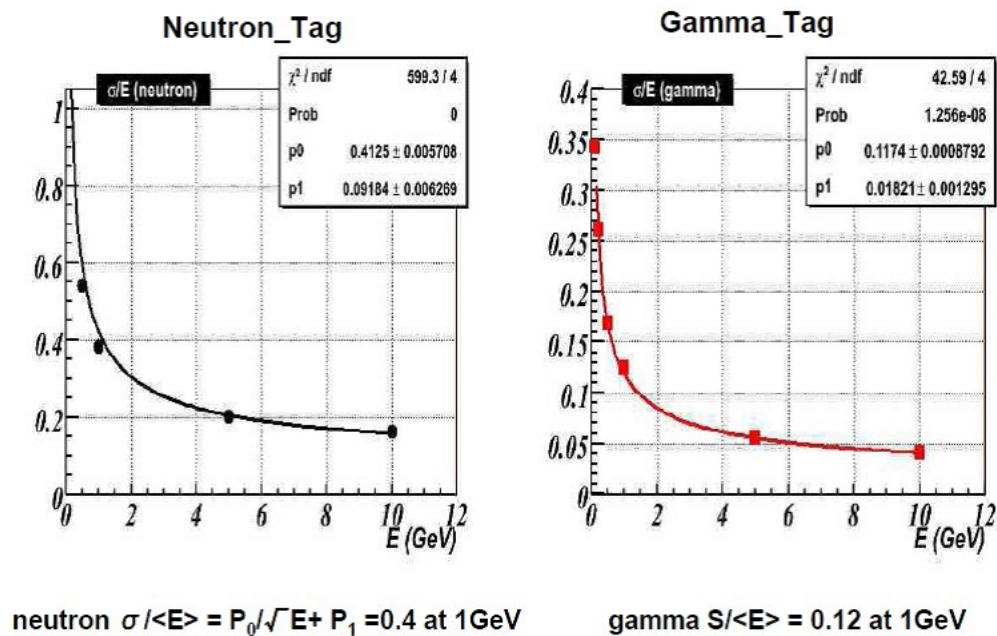 Neutron_Tag
σ/E (neutron)
χ² / ndf 599.3 / 4
Prob 0
p0 0.4125 ± 0.005708
p1 0.09184 ± 0.006269
1
0.8
0.6
0.4
0.2
0
0 2 4 6 8 10 12
E (GeV)
neutron σ/<E> = P₀/√E+ P₁ =0.4 at 1GeV
Gamma_Tag
σ/E (gamma)
χ² / ndf 42.59 / 4
Prob 1.256e-08
p0 0.1174 ± 0.0008792
p1 0.01821 ± 0.001295
0.4
0.35
0.3
0.25
0.2
0.15
0.1
0.05
0
0 2 4 6 8 10 12
E (GeV)
gamma S/<E> = 0.12 at 1GeV